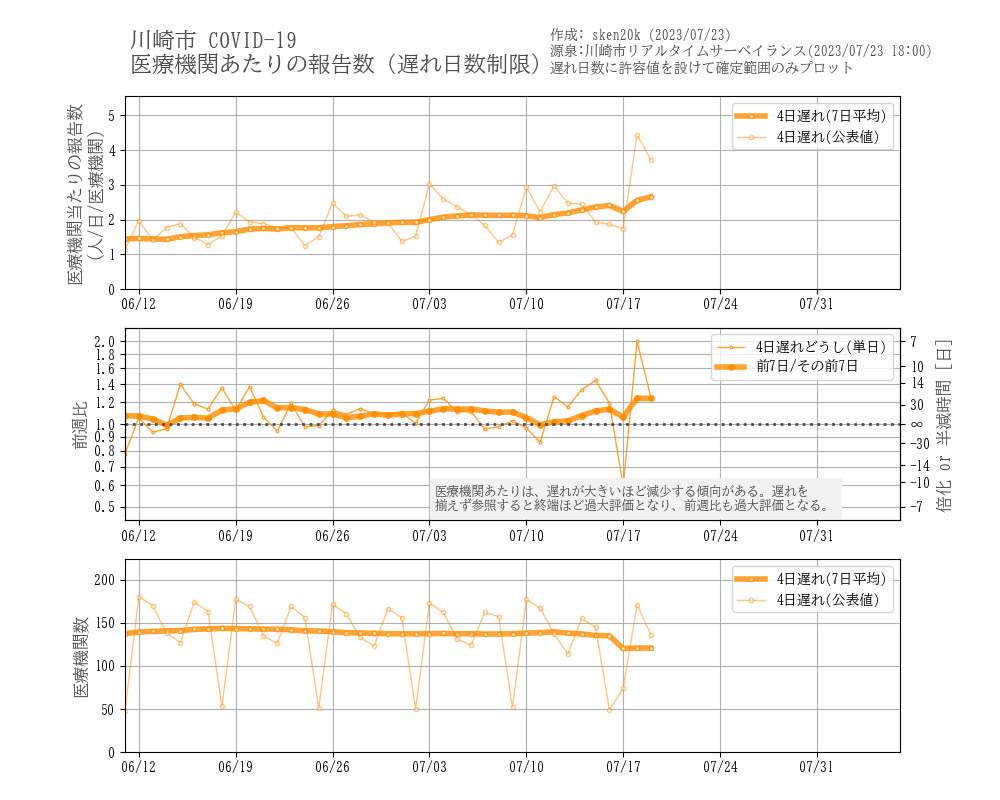 川崎市 COVID-19
医療機関あたりの報告数（遅れ日数制限）
作成: sken20k (2023/07/23)
源泉:川崎市リアルタイムサーベイランス(2023/07/23 18:00)
遅れ日数に許容値を設けて確定範囲のみプロット
医療機関当たりの報告数
(人/日/医療機関)
5
4
3
2
1
0
4日遅れ(7日平均)
4日遅れ(公表値)
06/12 06/19 06/26 07/03 07/10 07/17 07/24 07/31
前週比
2.0
1.8
1.6
1.4
1.2
1.0
0.9
0.8
0.7
0.6
0.5
4日遅れどうし(単日)
前7日/その前7日
7
10
14
30
∞
-30
-14
-10
-7
倍化 or 半減時間 [日]
医療機関あたりは、遅れが大きいほど減少する傾向がある。遅れを
揃えず参照すると終端ほど過大評価となり、前週比も過大評価となる。
06/12 06/19 06/26 07/03 07/10 07/17 07/24 07/31
医療機関数
200
150
100
50
0
4日遅れ(7日平均)
4日遅れ(公表値)
06/12 06/19 06/26 07/03 07/10 07/17 07/24 07/31